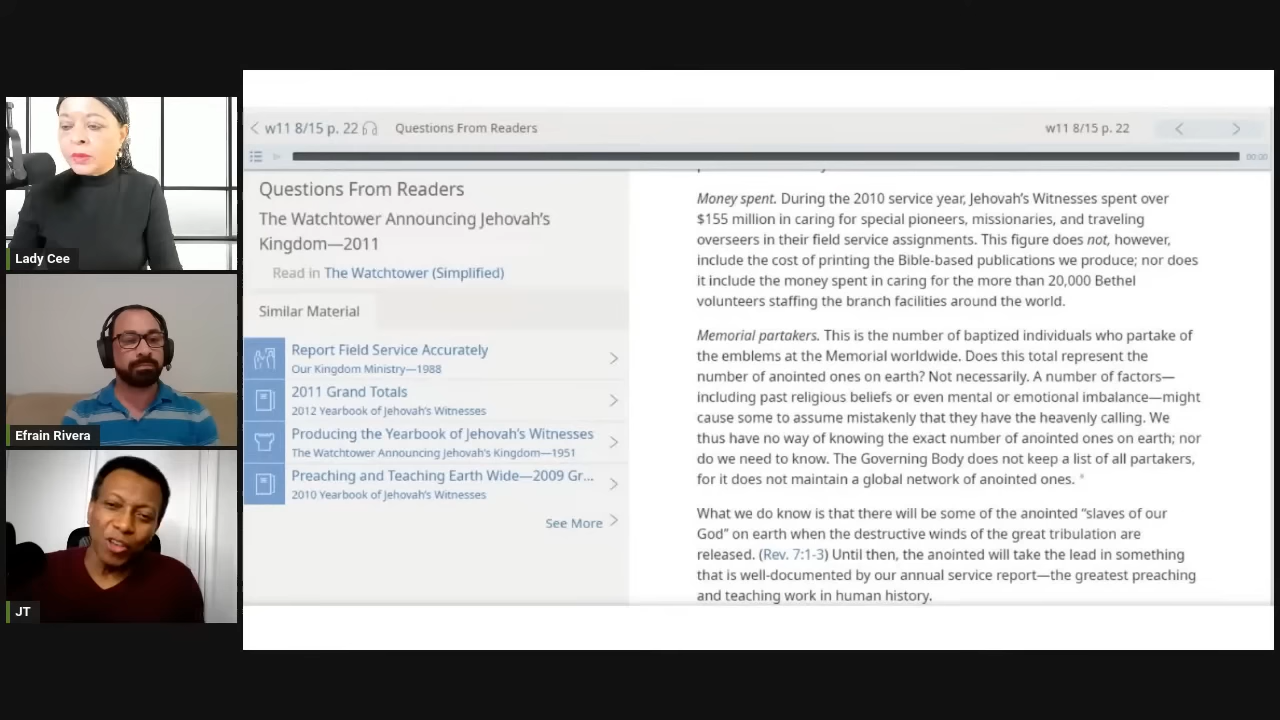 Lady Cee
Efrain Rivera
JT
w11 8/15 p. 22
Questions From Readers
w11 8/15 p. 22
00:00
Questions From Readers
The Watchtower Announcing Jehovah's
Kingdom—2011
Read in The Watchtower (Simplified)
Similar Material
Report Field Service Accurately
Our Kingdom Ministry—1988
2011 Grand Totals
2012 Yearbook of Jehovah's Witnesses
Producing the Yearbook of Jehovah's Witnesses
The Watchtower Announcing Jehovah's Kingdom—1951
Preaching and Teaching Earth Wide—2009 Gr...
2010 Yearbook of Jehovah's Witnesses
See More
Money spent. During the 2010 service year, Jehovah's Witnesses spent over
$155 million in caring for special pioneers, missionaries, and traveling
overseers in their field service assignments. This figure does not, however,
include the cost of printing the Bible-based publications we produce; nor does
it include the money spent in caring for the more than 20,000 Bethel
volunteers staffing the branch facilities around the world.
Memorial partakers. This is the number of baptized individuals who partake of
the emblems at the Memorial worldwide. Does this total represent the
number of anointed ones on earth? Not necessarily. A number of factors—
including past religious beliefs or even mental or emotional imbalance—might
cause some to assume mistakenly that they have the heavenly calling. We
thus have no way of knowing the exact number of anointed ones on earth; nor
do we need to know. The Governing Body does not keep a list of all partakers,
for it does not maintain a global network of anointed ones. *
What we do know is that there will be some of the anointed “slaves of our
God” on earth when the destructive winds of the great tribulation are
released. (Rev. 7:1-3) Until then, the anointed will take the lead in something
that is well-documented by our annual service report—the greatest preaching
and teaching work in human history.